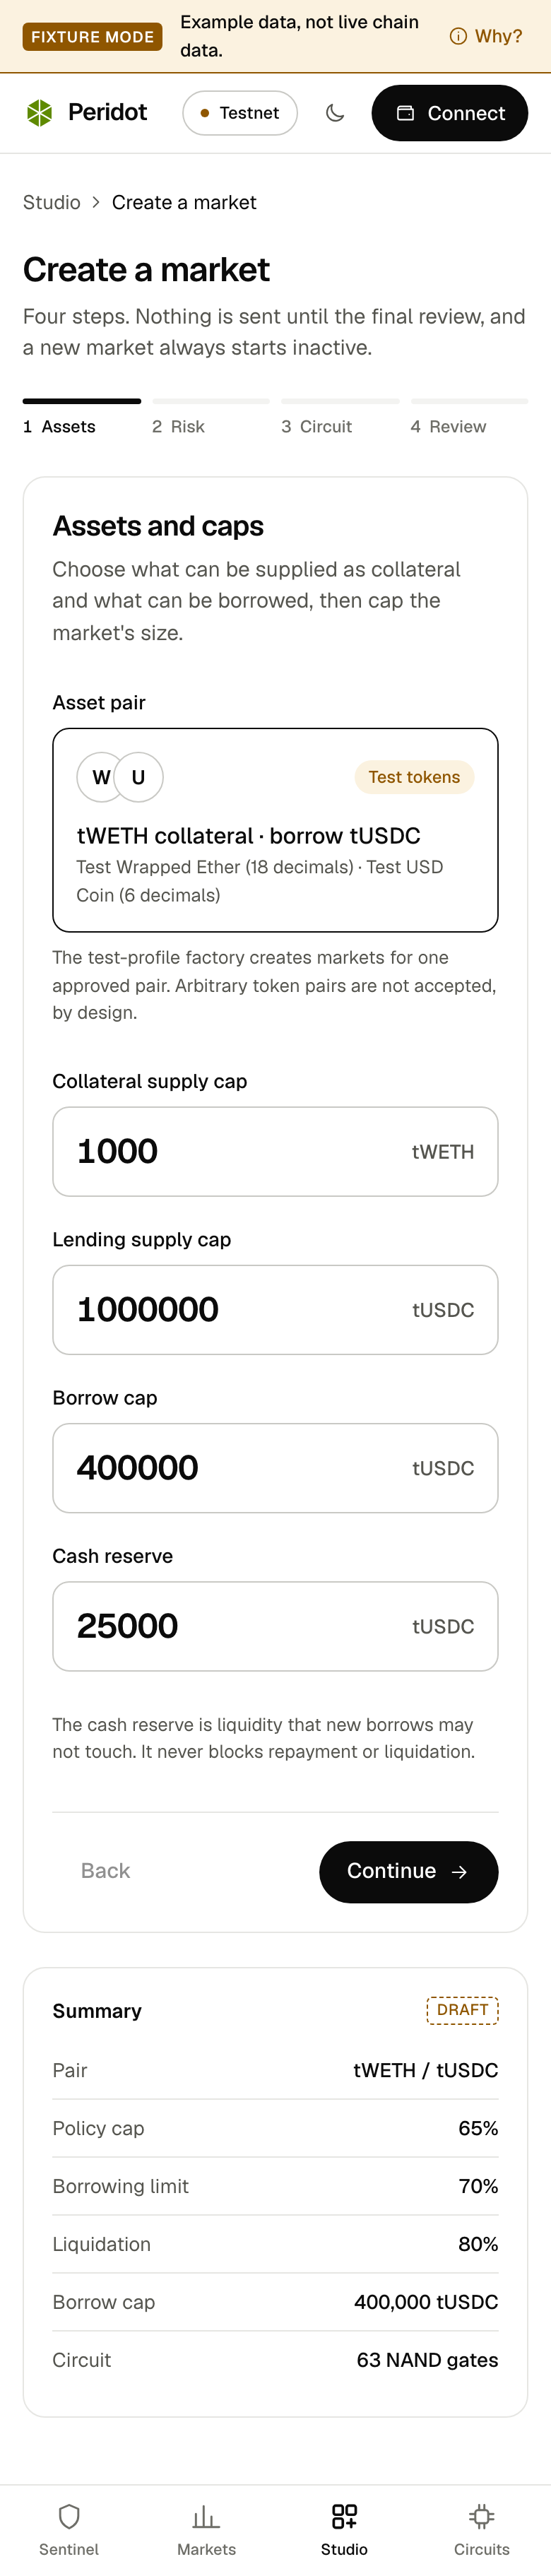 FIXTURE MODE
Example data, not live chain
data.
Why?
Peridot
Testnet
Connect
Studio
Create a market
Create a market
Four steps. Nothing is sent until the final review, and
a new market always starts inactive.
1 Assets
2 Risk
3 Circuit
4 Review
Assets and caps
Choose what can be supplied as collateral
and what can be borrowed, then cap the
market's size.
Asset pair
W
U
Test tokens
tWETH collateral · borrow tUSDC
Test Wrapped Ether (18 decimals) · Test USD
Coin (6 decimals)
The test-profile factory creates markets for one
approved pair. Arbitrary token pairs are not accepted,
by design.
Collateral supply cap
1000 tWETH
Lending supply cap
1000000 tUSDC
Borrow cap
400000 tUSDC
Cash reserve
25000 tUSDC
The cash reserve is liquidity that new borrows may
not touch. It never blocks repayment or liquidation.
Back
Continue →
Summary
DRAFT
Pair tWETH / tUSDC
Policy cap 65%
Borrowing limit 70%
Liquidation 80%
Borrow cap 400,000 tUSDC
Circuit 63 NAND gates
Sentinel
Markets
Studio
Circuits